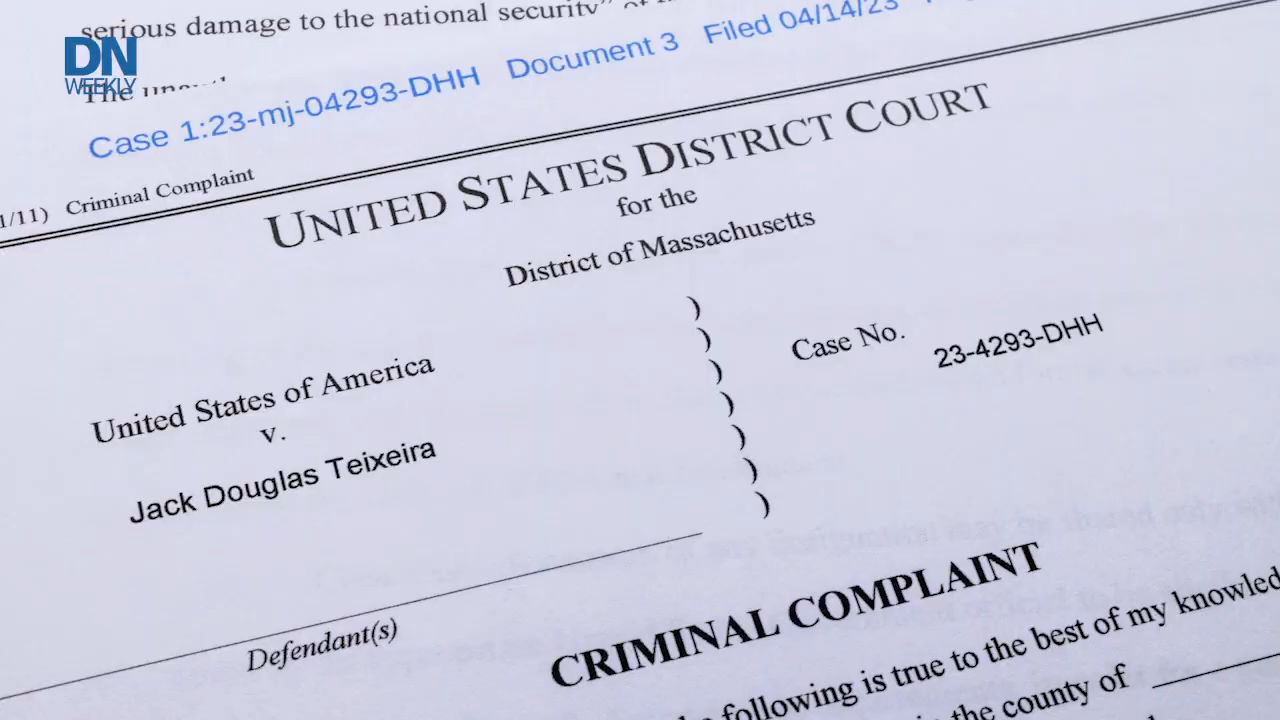 serious damage to the national security"
DN
WEEKLY
The
Case 1:23-mj-04293-DHH Document 3 Filed 04/14/23
1/11) Criminal Complaint
UNITED STATES DISTRICT COURT
for the
District of Massachusetts
United States of America
v.
Jack Douglas Teixeira
)
)
)
)
)
)
)
Case No. 23-4293-DHH
Defendant(s)
CRIMINAL COMPLAINT
following is true to the best of my knowled
in the county of